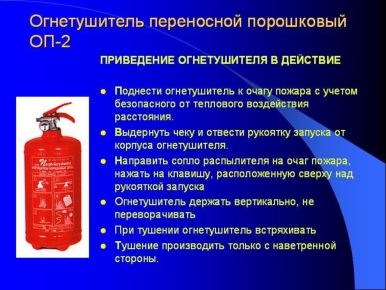 Огнетушитель переносной порошковый
ОП-2
ПРИВЕДЕНИЕ ОГНЕТУШИТЕЛЯ В ДЕЙСТВИЕ
Поднести огнетушитель к очагу пожара с учетом
безопасного от теплового воздействия
расстояния.
Выдернуть чеку и отвести рукоятку запуска от
корпуса огнетушителя.
Направить сопло распылителя на очаг пожара,
нажать на клавишу, расположенную сверху над
рукояткой запуска
Огнетушитель держать вертикально, не
переворачивать
При тушении огнетушитель встряхивать
Тушение производить только с наветренной
стороны.